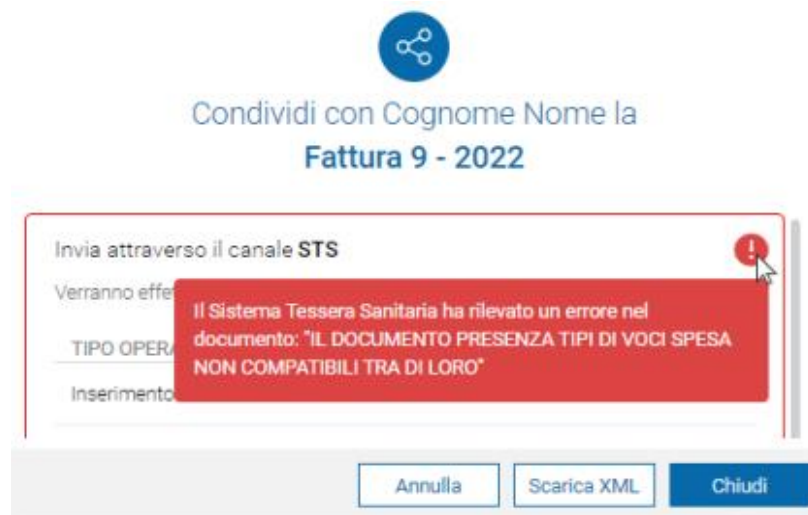 Condividi con Cognome Nome la
Fattura 9 - 2022
Invia attraverso il canale STS
Verranno effe
Il Sistema Tessera Sanitaria ha rilevato un errore nel
documento: "IL DOCUMENTO PRESENZA TIPI DI VOCI SPESA
NON COMPATIBILI TRA DI LORO"
TIPO OPERA
Inserimento
Annulla
Scarica XML
Chiudi